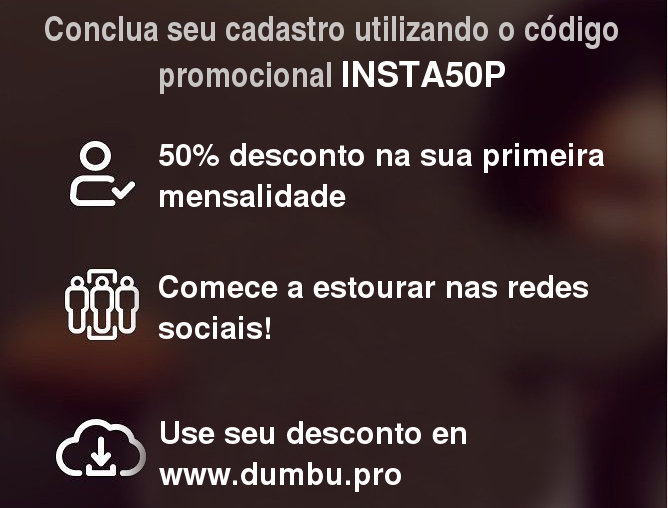 Conclua seu cadastro utilizando o código
promocional INSTA50P
50% desconto na sua primeira
mensalidade
Comece a estourar nas redes
sociais!
Use seu desconto en
www.dumbu.pro